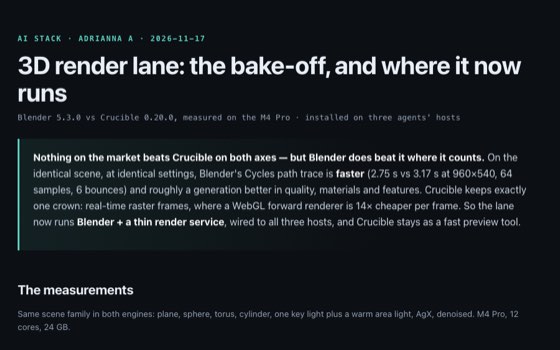 AI STACK · ADRIANNA A · 2026-11-17
3D render lane: the bake-off, and where it now
runs
Blender 5.3.0 vs Crucible 0.20.0, measured on the M4 Pro · installed on three agents' hosts
Nothing on the market beats Crucible on both axes — but Blender does beat it where it counts. On the
identical scene, at identical settings, Blender's Cycles path trace is faster (2.75 s vs 3.17 s at 960×540, 64
samples, 6 bounces) and roughly a generation better in quality, materials and features. Crucible keeps exactly
one crown: real-time raster frames, where a WebGL forward renderer is 14× cheaper per frame. So the lane
now runs Blender + a thin render service, wired to all three hosts, and Crucible stays as a fast preview tool.
The measurements
Same scene family in both engines: plane, sphere, torus, cylinder, one key light plus a warm area light, AgX, denoised. M4 Pro, 12
cores, 24 GB.